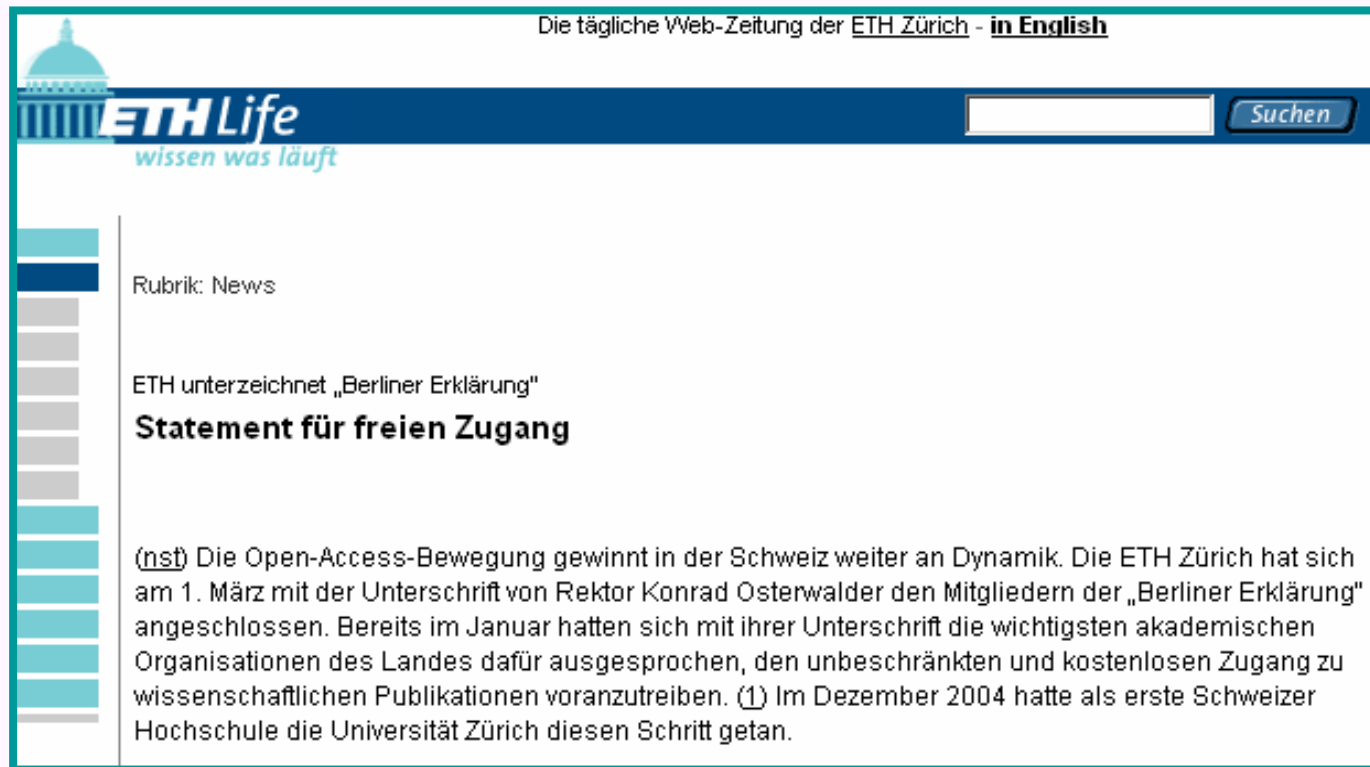 Die tägliche Web-Zeitung der ETH Zürich - in English
ETH Life
Suchen
wissen was läuft
Rubrik: News
ETH unterzeichnet „Berliner Erklärung"
Statement für freien Zugang
(nst) Die Open-Access-Bewegung gewinnt in der Schweiz weiter an Dynamik. Die ETH Zürich hat sich
am 1. März mit der Unterschrift von Rektor Konrad Osterwalder den Mitgliedern der „Berliner Erklärung"
angeschlossen. Bereits im Januar hatten sich mit ihrer Unterschrift die wichtigsten akademischen
Organisationen des Landes dafür ausgesprochen, den unbeschränkten und kostenlosen Zugang zu
wissenschaftlichen Publikationen voranzutreiben. (1) Im Dezember 2004 hatte als erste Schweizer
Hochschule die Universität Zürich diesen Schritt getan.